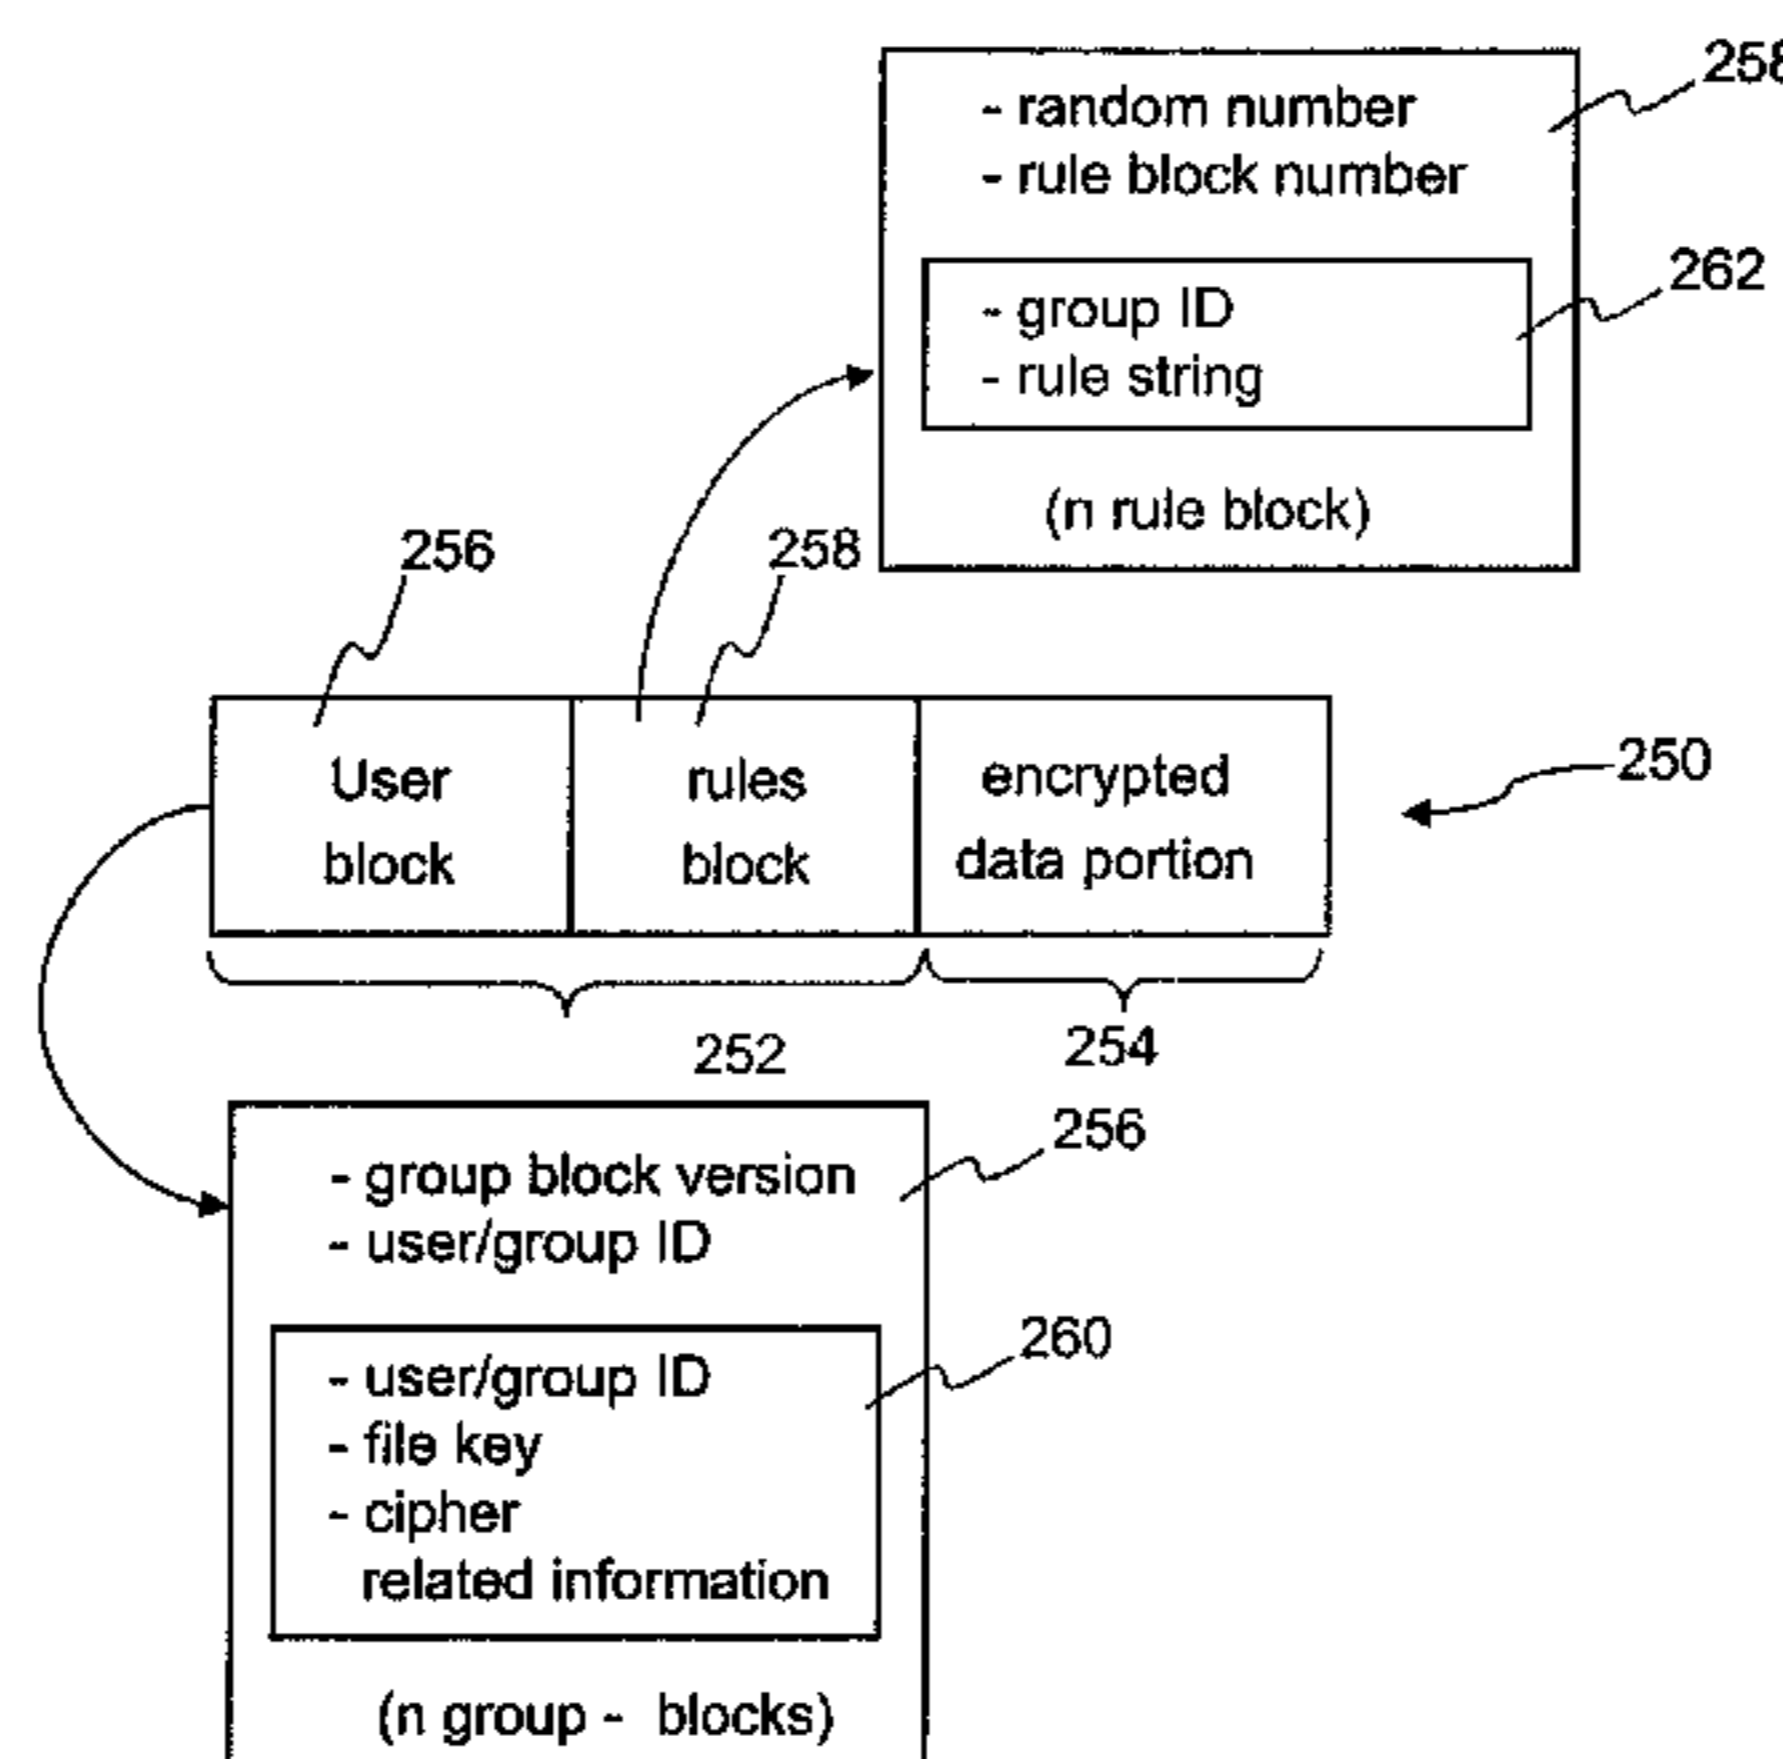 258
- random number
- rule block number
262
- group ID
- rule string
(n rule block)
256
258
User
block
rules
block
encrypted
data portion
250
252
254
256
- group block version
- user/group ID
260
- user/group ID
- file key
- cipher
related information
(n group - blocks)